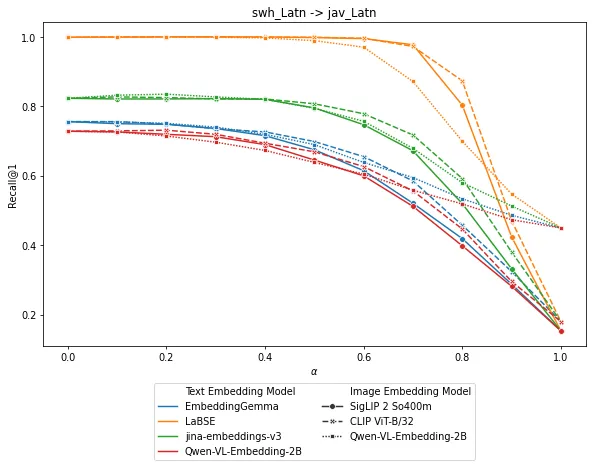 swh_Latn -> jav_Latn
Recall@1
1.0
0.8
0.6
0.4
0.2
0.0 0.2 0.4 0.6 0.8 1.0
α
Text Embedding Model Image Embedding Model
EmbeddingGemma SigLIP 2 So400m
LaBSE CLIP ViT-B/32
jina-embeddings-v3 Qwen-VL-Embedding-2B
Qwen-VL-Embedding-2B